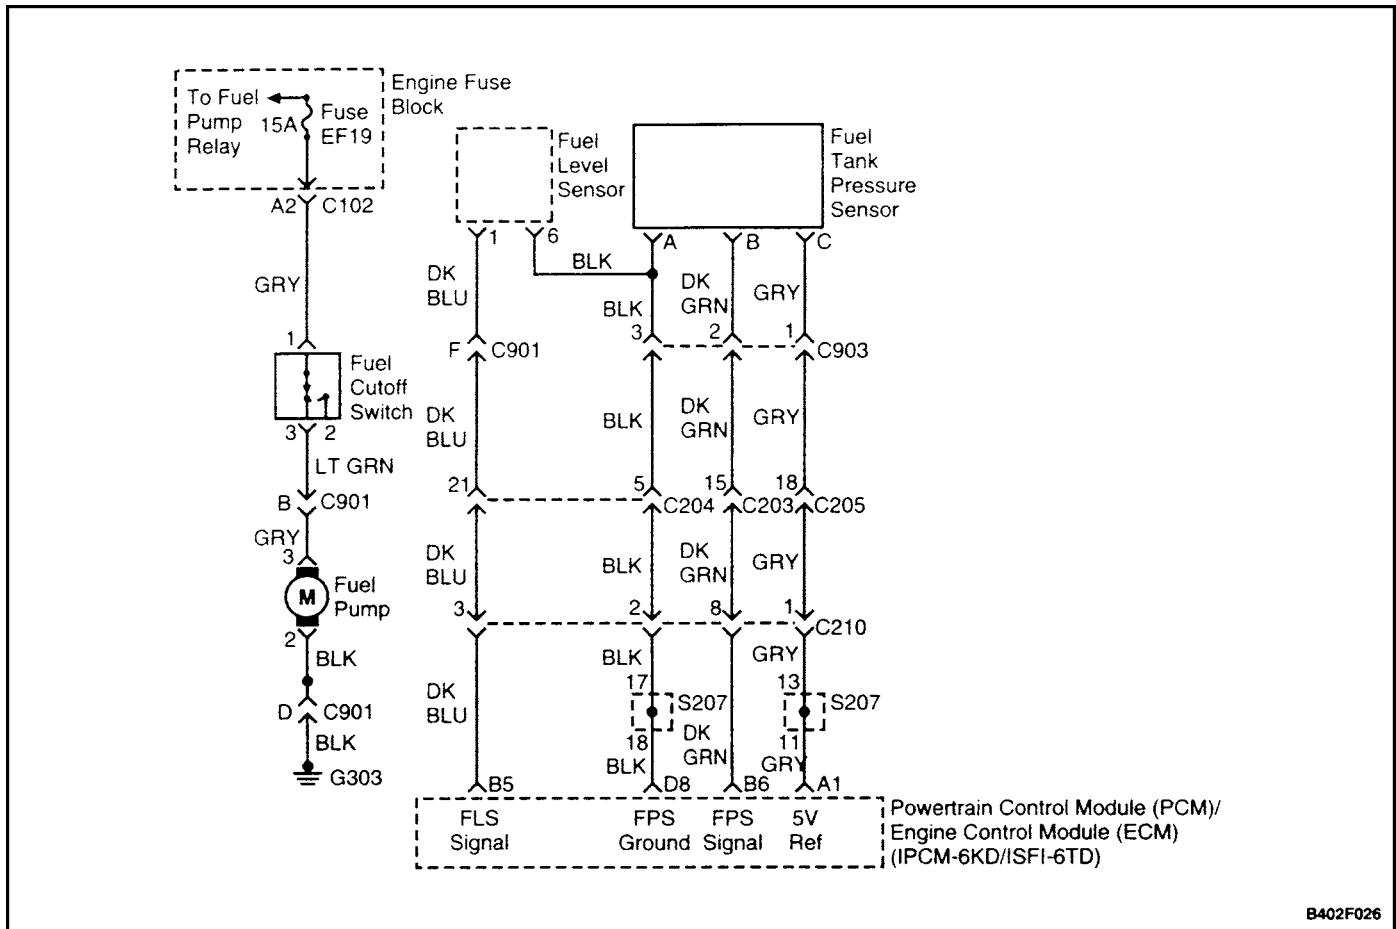 To Fuel
Pump
Relay
15A
Fuse
EF19
Engine Fuse
Block
A2
C102
GRY
1
Fuel
Cutoff
Switch
3
2
LT GRN
B
C901
GRY
3
M
Fuel
Pump
2
BLK
D
C901
BLK
G303
Fuel
Level
Sensor
Fuel
Tank
Pressure
Sensor
1
6
A
B
C
BLK
DK
BLU
BLK
DK
GRN
GRY
F
C901
3
2
1
C903
DK
BLU
BLK
DK
GRN
GRY
21
5
C204
15
C203
18
C205
DK
BLU
BLK
DK
GRN
GRY
3
2
8
1
C210
DK
BLU
BLK
GRY
17
S207
18
13
S207
11
BLK
DK
GRN
GRY
B5
D8
B6
A1
FLS
Signal
FPS
Ground
FPS
Signal
5V
Ref
Powertrain Control Module (PCM)/
Engine Control Module (ECM)
(IPCM-6KD/ISFI-6TD)
B402F026